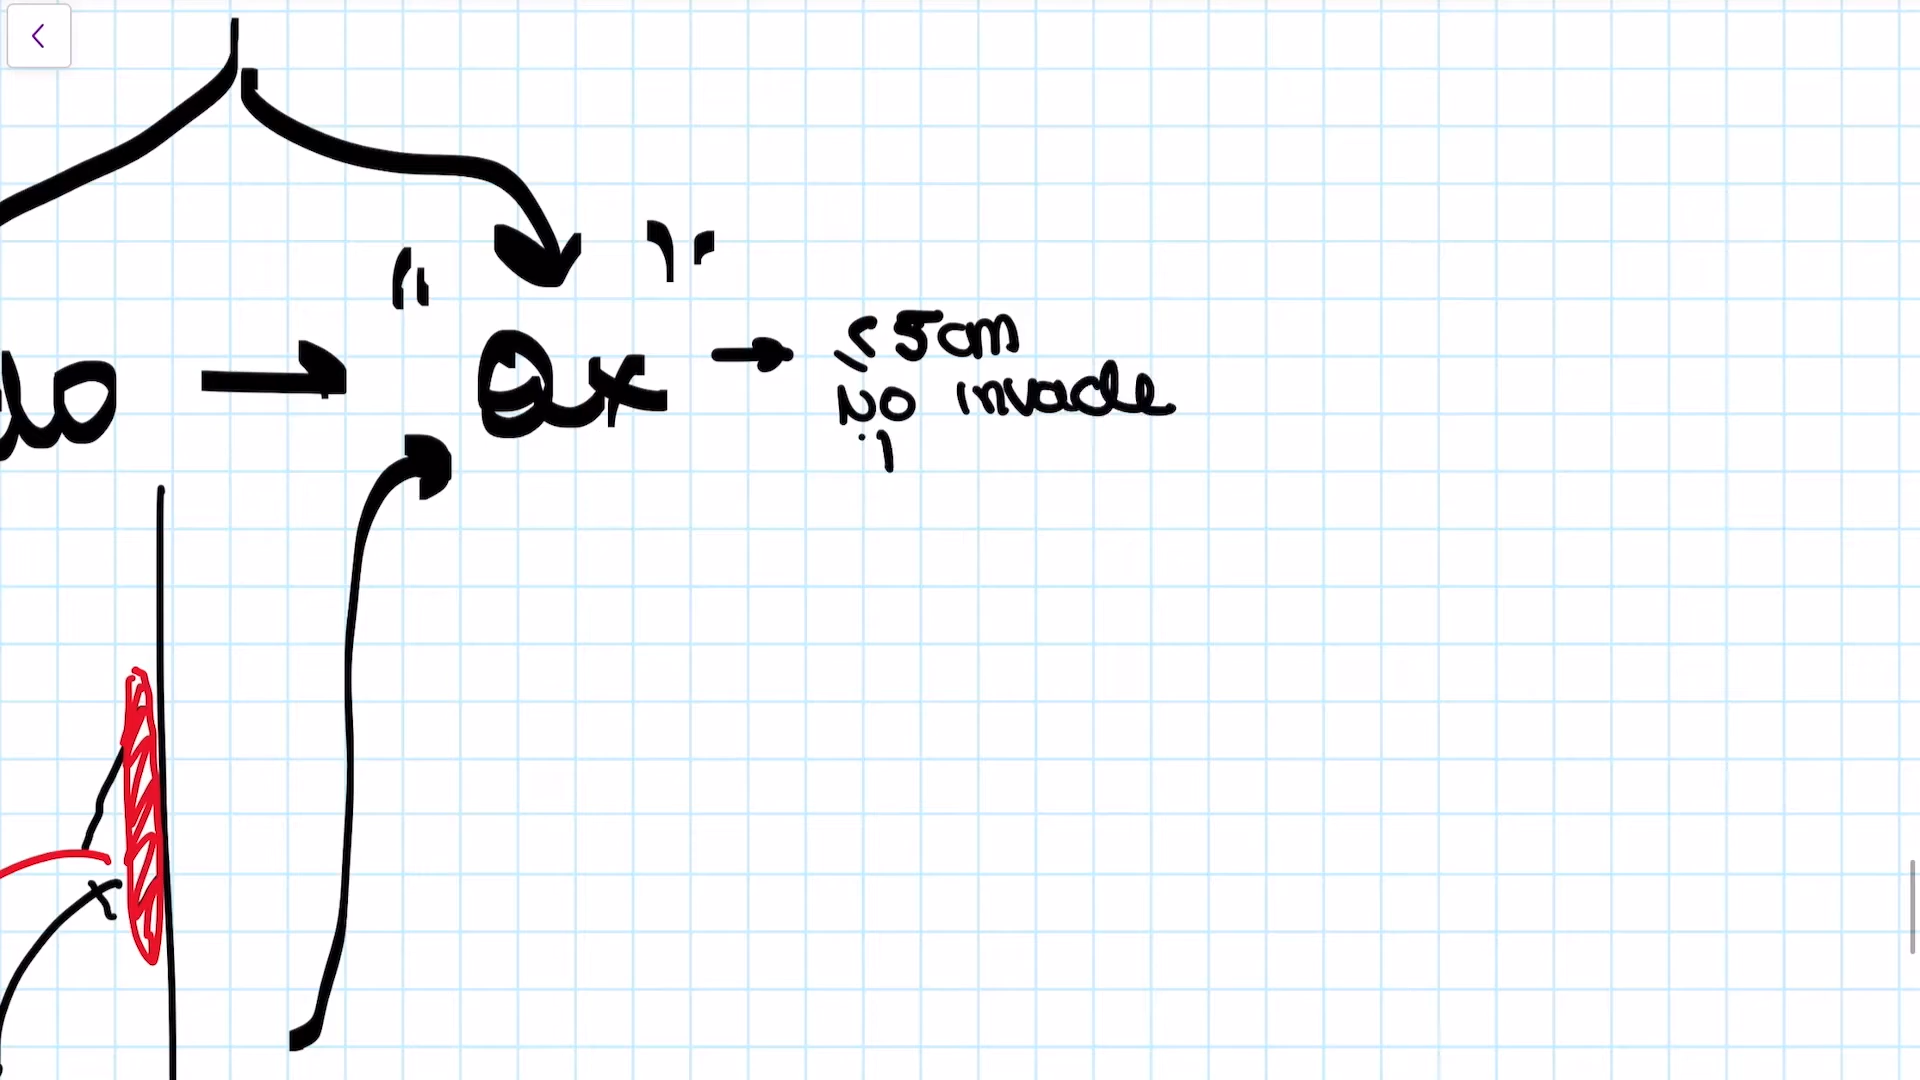 " Qx " → ≤ 5cm
No invade